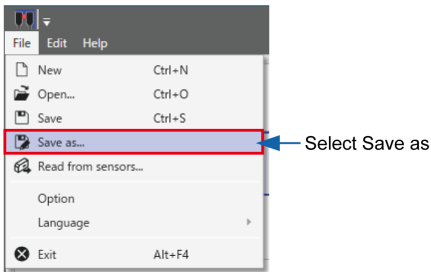 File Edit Help
New Ctrl+N
Open... Ctrl+O
Save Ctrl+S
Save as...
Select Save as
Read from sensors...
Option
Language
Exit Alt+F4